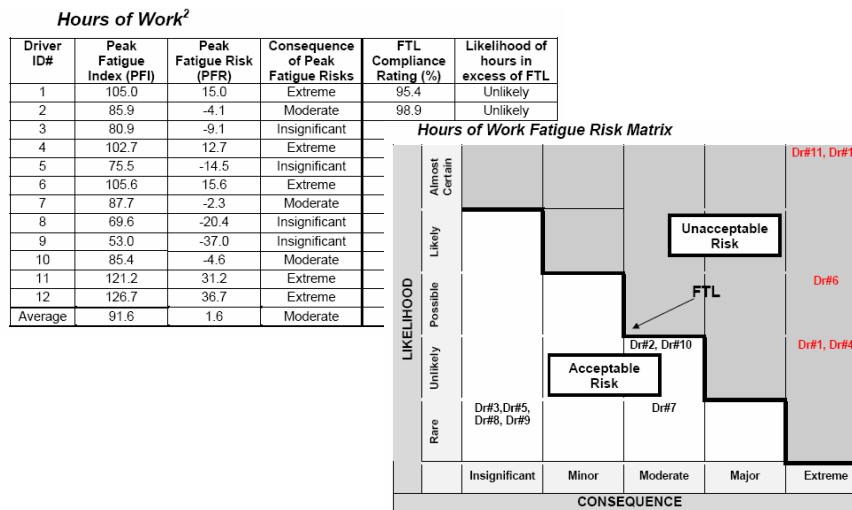 Hours of Work2
Driver ID# Peak Fatigue Index (PFI) Peak Fatigue Risk (PFR) Consequence of Peak Fatigue Risks FTL Compliance Rating (%) Likelihood of hours in excess of FTL
1 105.0 15.0 Extreme 95.4 Unlikely
2 85.9 -4.1 Moderate 98.9 Unlikely
3 80.9 -9.1 Insignificant
4 102.7 12.7 Extreme
5 75.5 -14.5 Insignificant
6 105.6 15.6 Extreme
7 87.7 -2.3 Moderate
8 69.6 -20.4 Insignificant
9 53.0 -37.0 Insignificant
10 85.4 -4.6 Moderate
11 121.2 31.2 Extreme
12 126.7 36.7 Extreme
Average 91.6 1.6 Moderate
Hours of Work Fatigue Risk Matrix
LIKELIHOOD
Almost Certain
Dr#11, Dr#1
Likely
Unacceptable
Risk
Possible
FTL
Dr#6
Unlikely
Dr#2, Dr#10
Dr#1, Dr#4
Acceptable
Risk
Rare
Dr#3,Dr#5,
Dr#8, Dr#9
Dr#7
Insignificant Minor Moderate Major Extreme
CONSEQUENCE